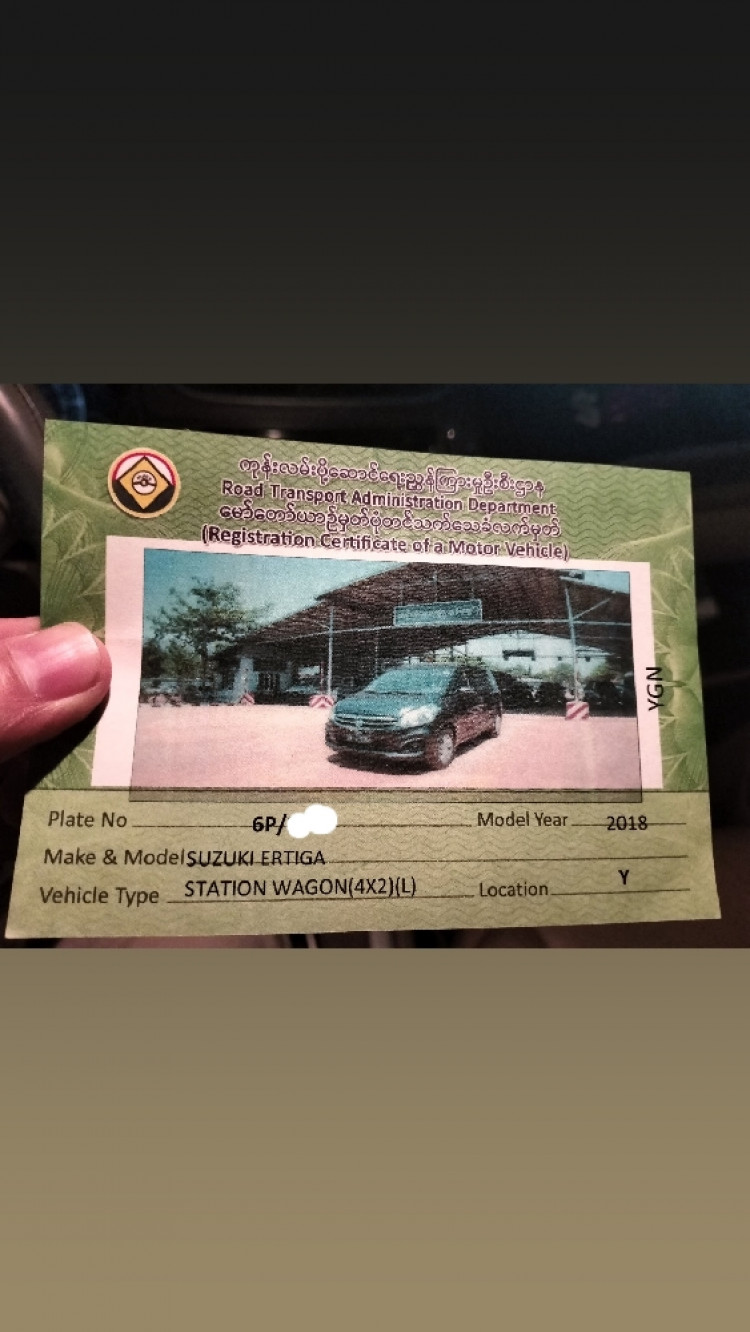 ကုန်းလမ်းပို့ဆောင်ရေးညွှန်ကြားမှုဦးစီးဌာန
Road Transport Administration Department
မော်တော်ယာဉ်မှတ်ပုံတင်သက်သေခံလက်မှတ်
(Registration Certificate of a Motor Vehicle)
YGN
Plate No 6P/ Model Year 2018
Make & Model SUZUKI ERTIGA
Vehicle Type STATION WAGON(4X2)(L) Location Y